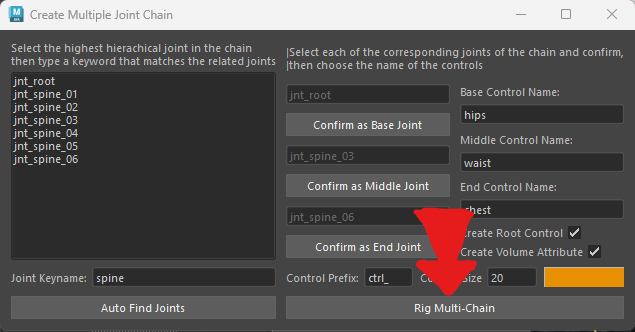 Create Multiple Joint Chain
Select the highest hierachical joint in the chain
then type a keyword that matches the related joints
jnt_root
jnt_spine_01
jnt_spine_02
jnt_spine_03
jnt_spine_04
jnt_spine_05
jnt_spine_06
Joint Keyname: spine
Auto Find Joints
|Select each of the corresponding joints of the chain and confirm,
|then choose the name of the controls
jnt_root
Confirm as Base Joint
jnt_spine_03
Confirm as Middle Joint
jnt_spine_06
Confirm as End Joint
Base Control Name:
hips
Middle Control Name:
waist
End Control Name:
chest
Create Root Control
Create Volume Attribute
Control Prefix: ctrl_ Size 20
Rig Multi-Chain